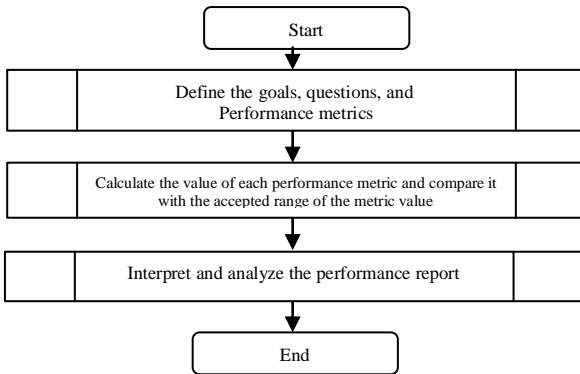 Start
Define the goals, questions, and
Performance metrics
Calculate the value of each performance metric and compare it
with the accepted range of the metric value
Interpret and analyze the performance report
End